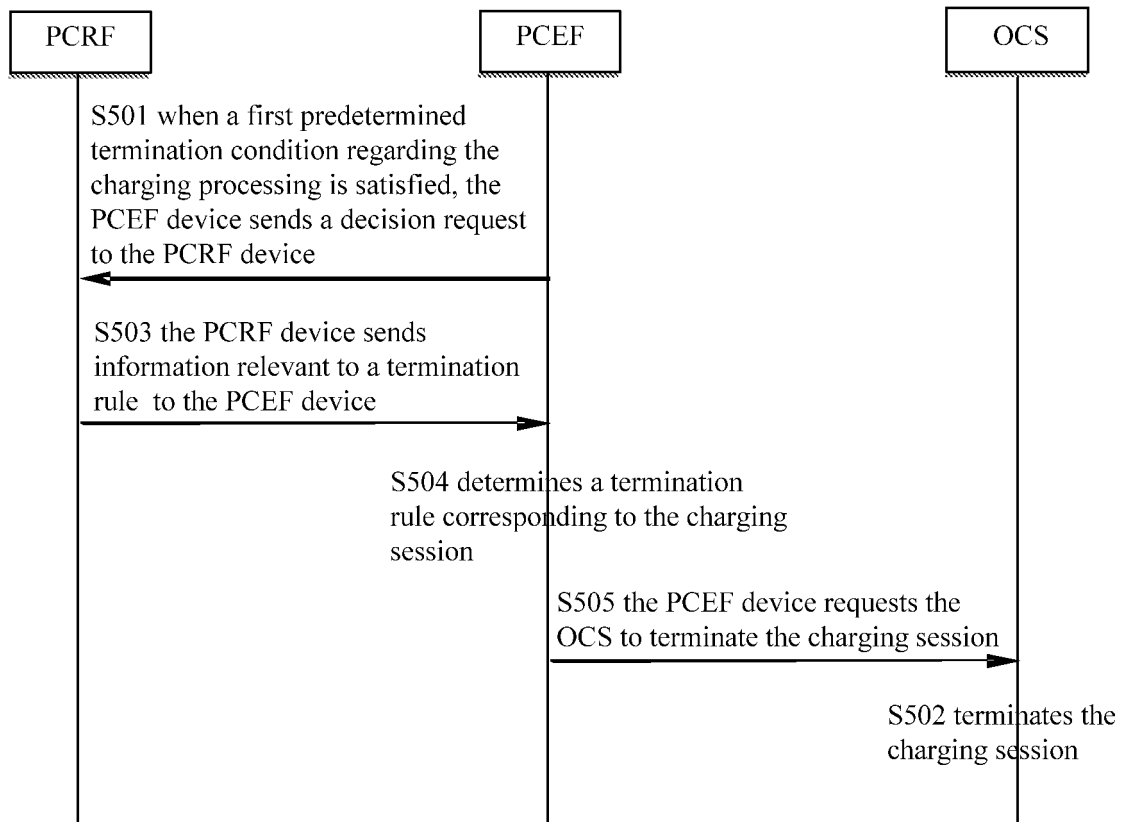 PCRF
PCEF
OCS
S501 when a first predetermined
termination condition regarding the
charging processing is satisfied, the
PCEF device sends a decision request
to the PCRF device
S503 the PCRF device sends
information relevant to a termination
rule to the PCEF device
S504 determines a termination
rule corresponding to the charging
session
S505 the PCEF device requests the
OCS to terminate the charging session
S502 terminates the
charging session